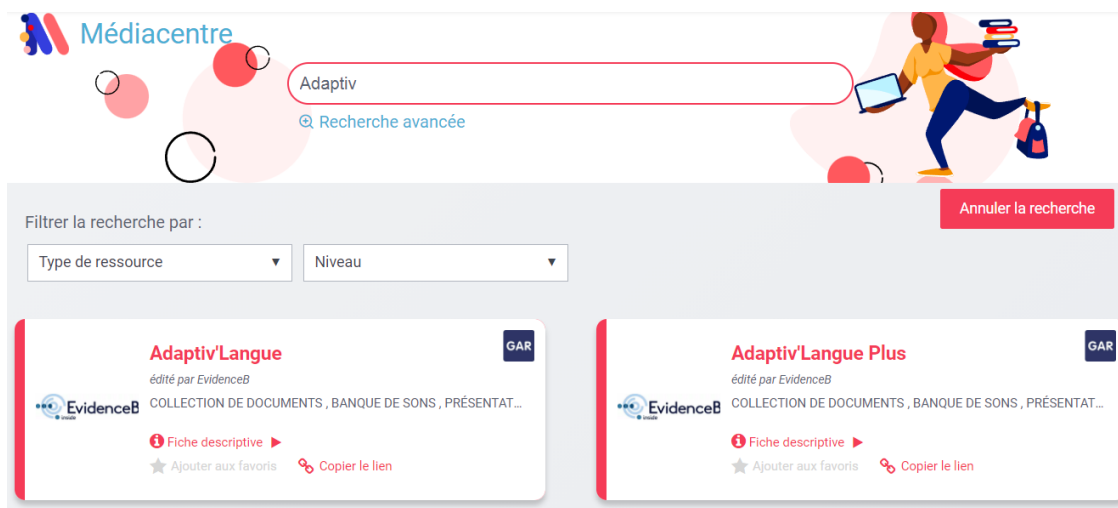 Médiacentre
Adaptiv
Recherche avancée
Annuler la recherche
Filtrer la recherche par :
Type de ressource ▼
Niveau ▼
GAR
Adaptiv'Langue
édité par EvidenceB
EvidenceB
inside
COLLECTION DE DOCUMENTS , BANQUE DE SONS , PRÉSENTAT...
Fiche descriptive ▶
Ajouter aux favoris Copier le lien
GAR
Adaptiv'Langue Plus
édité par EvidenceB
EvidenceB
inside
COLLECTION DE DOCUMENTS , BANQUE DE SONS , PRÉSENTAT...
Fiche descriptive ▶
Ajouter aux favoris Copier le lien